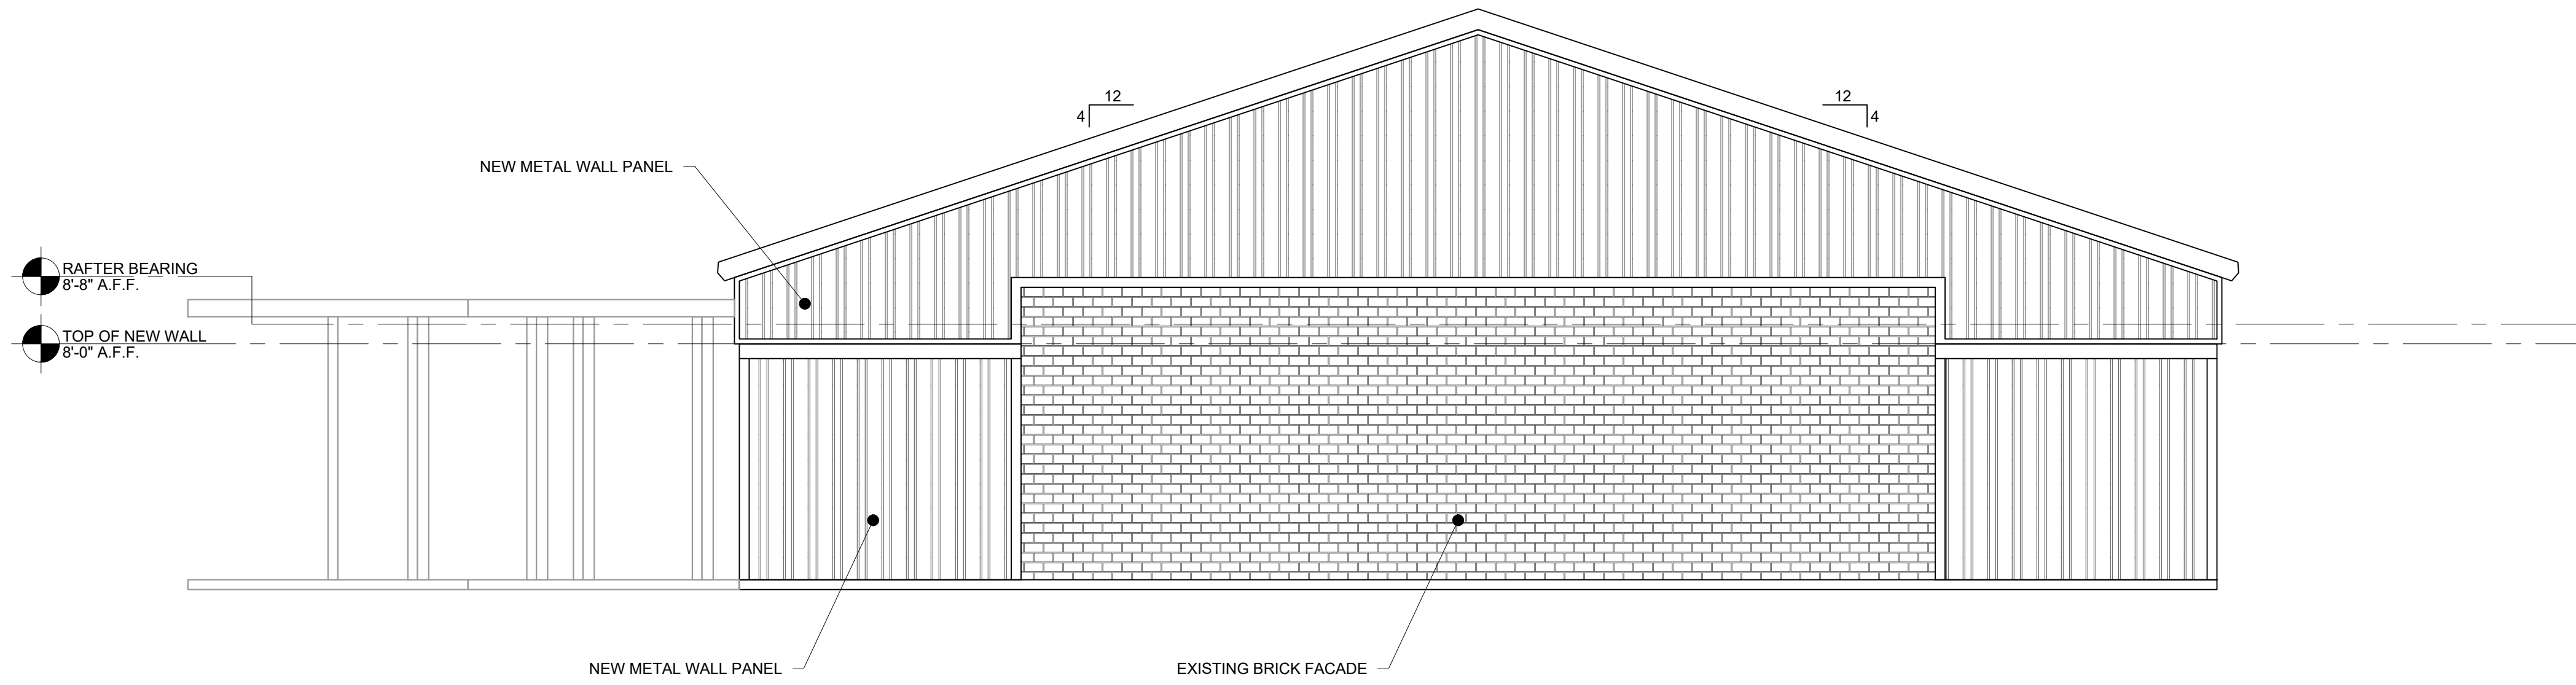 12
4
12
4
NEW METAL WALL PANEL
RAFTER BEARING
8'-8" A.F.F.
TOP OF NEW WALL
8'-0" A.F.F.
NEW METAL WALL PANEL
EXISTING BRICK FACADE